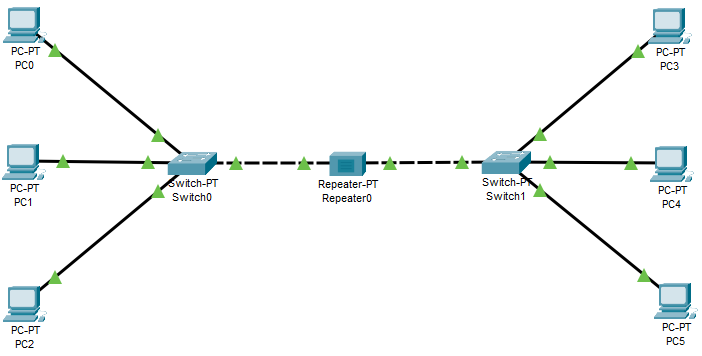 PC-PT
PC0
PC-PT
PC3
PC-PT
PC1
Switch-PT
Switch0
Repeater-PT
Repeater0
Switch-PT
Switch1
PC-PT
PC4
PC-PT
PC2
PC-PT
PC5